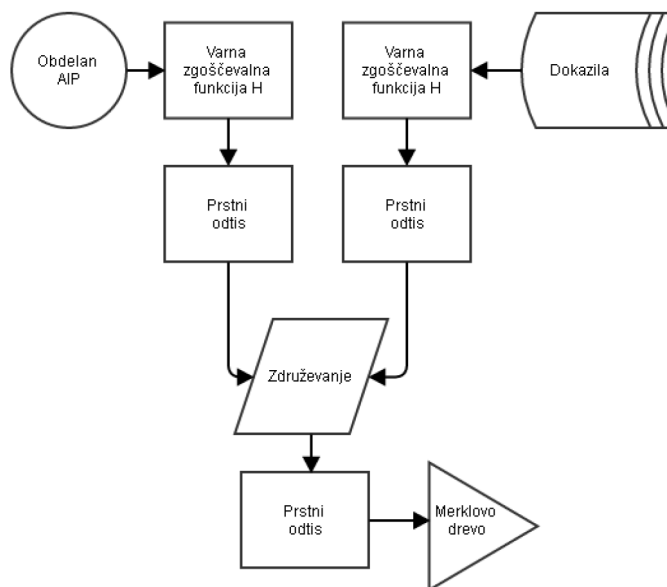 Obdelan
AIP
Varna
zgoščevalna
funkcija H
Varna
zgoščevalna
funkcija H
Dokazila
Prstni
odtis
Prstni
odtis
Združevanje
Prstni
odtis
Merklovo
drevo